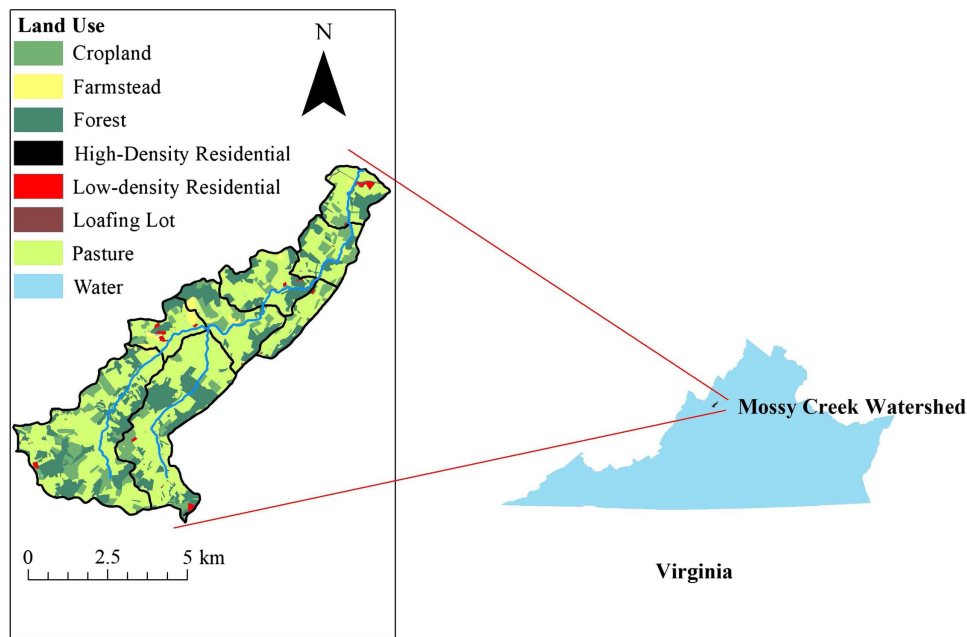 Land Use
Cropland
Farmstead
Forest
High-Density Residential
Low-density Residential
Loafing Lot
Pasture
Water
N
0 2.5 5 km
Mossy Creek Watershed
Virginia